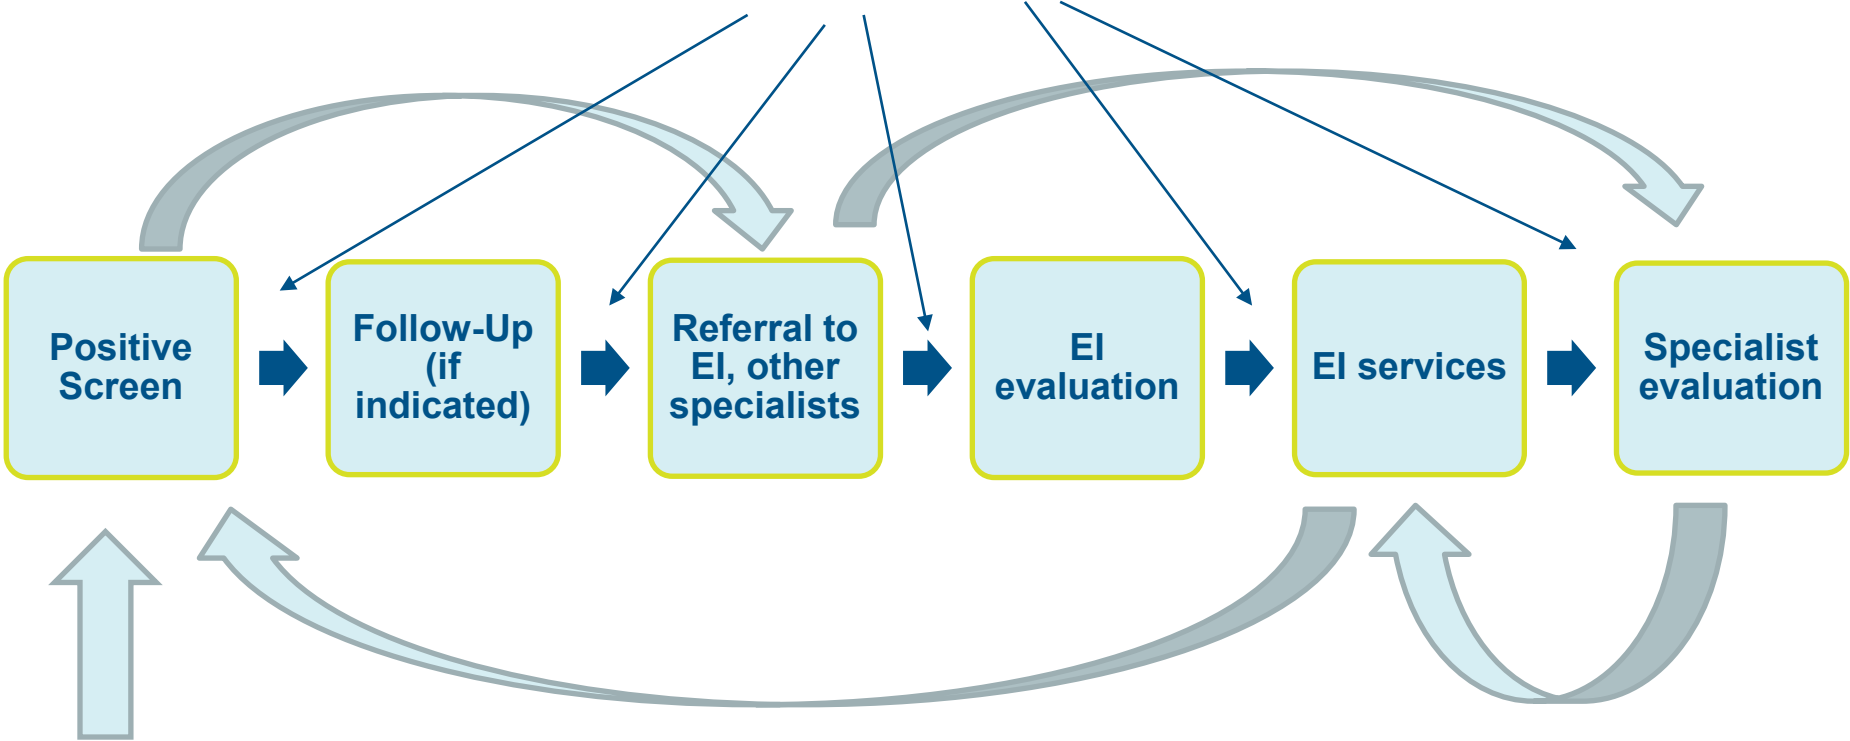 Positive
Screen
Follow-Up
(if
indicated)
Referral to
EI, other
specialists
EI
evaluation
EI services
Specialist
evaluation